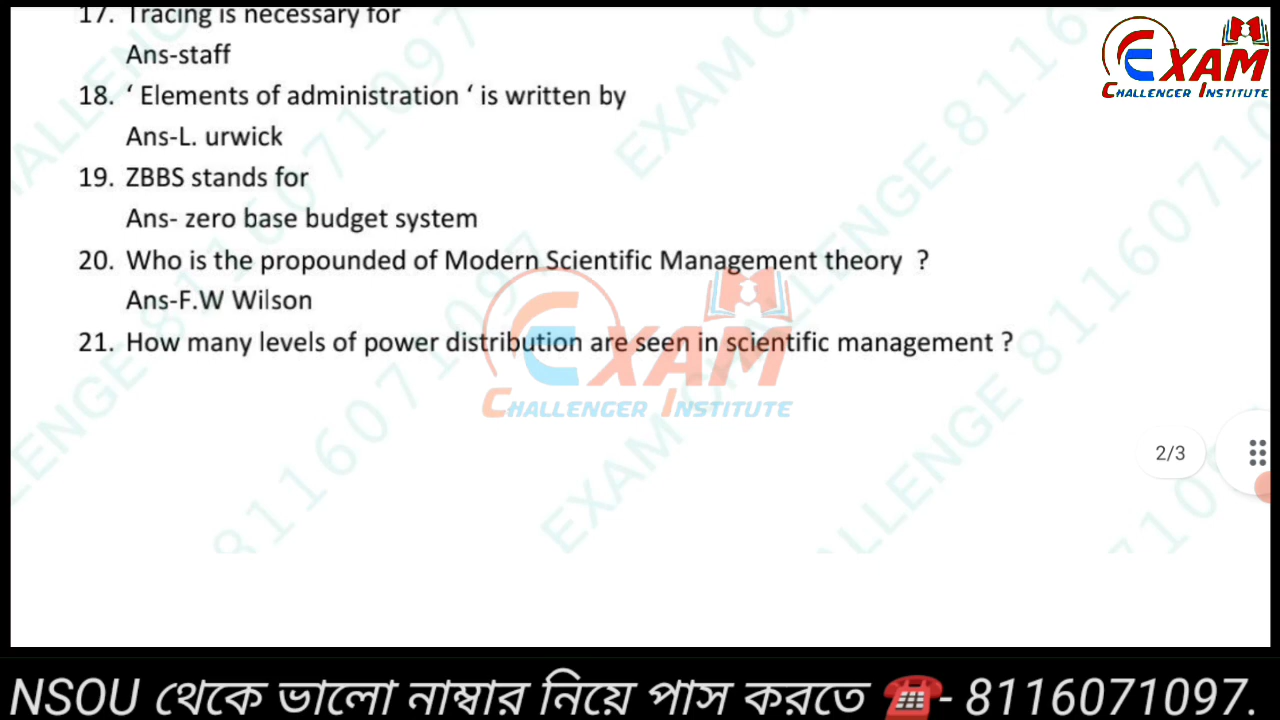 17. Tracing is necessary for
Ans-staff
18. ‘ Elements of administration ‘ is written by
Ans-L. urwick
19. ZBBS stands for
Ans- zero base budget system
20. Who is the propounded of Modern Scientific Management theory ?
Ans-F.W Wilson
21. How many levels of power distribution are seen in scientific management ?
EXAM
CHALLENGER INSTITUTE
EXAM
CHALLENGER INSTITUTE
2/3
NSOU থেকে ভালো নাম্বার নিয়ে পাস করতে ☎- 8116071097.